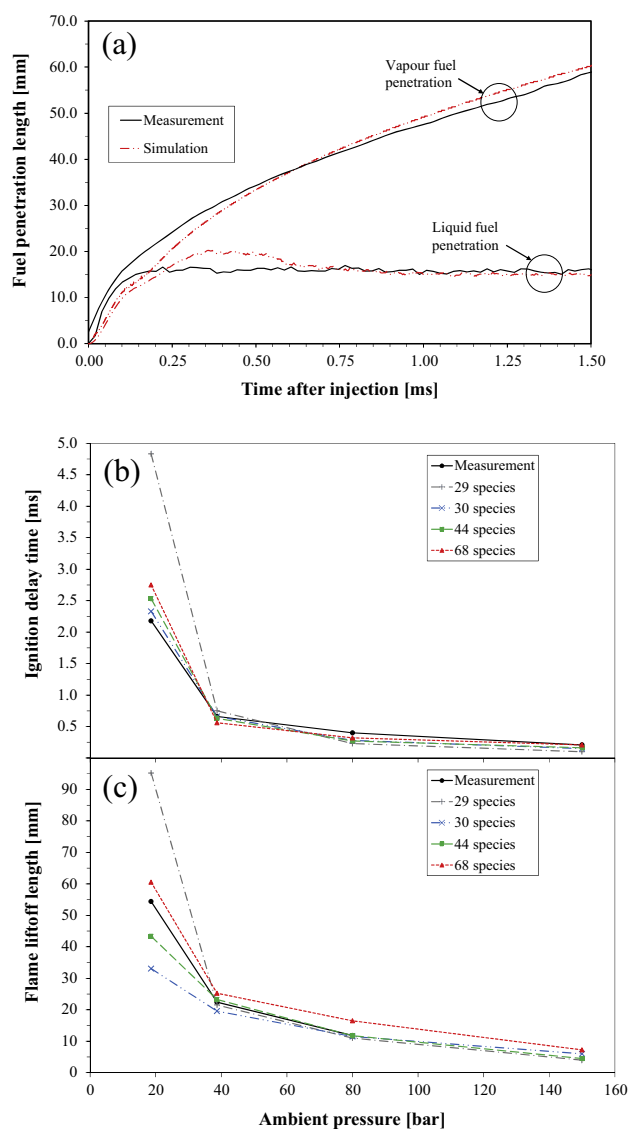 (a)
70.0
60.0
50.0
40.0
30.0
20.0
10.0
0.0
Fuel penetration length [mm]
Vapour fuel
penetration
Measurement
Simulation
Liquid fuel
penetration
0.00
0.25
0.50
0.75
1.00
1.25
1.50
Time after injection [ms]
(b)
5.0
4.5
4.0
3.5
3.0
2.5
2.0
1.5
1.0
0.5
Ignition delay time [ms]
Measurement
29 species
30 species
44 species
68 species
(c)
90
80
70
60
50
40
30
20
10
0
Flame liftoff length [mm]
Measurement
29 species
30 species
44 species
68 species
0
20
40
60
80
100
120
140
160
Ambient pressure [bar]